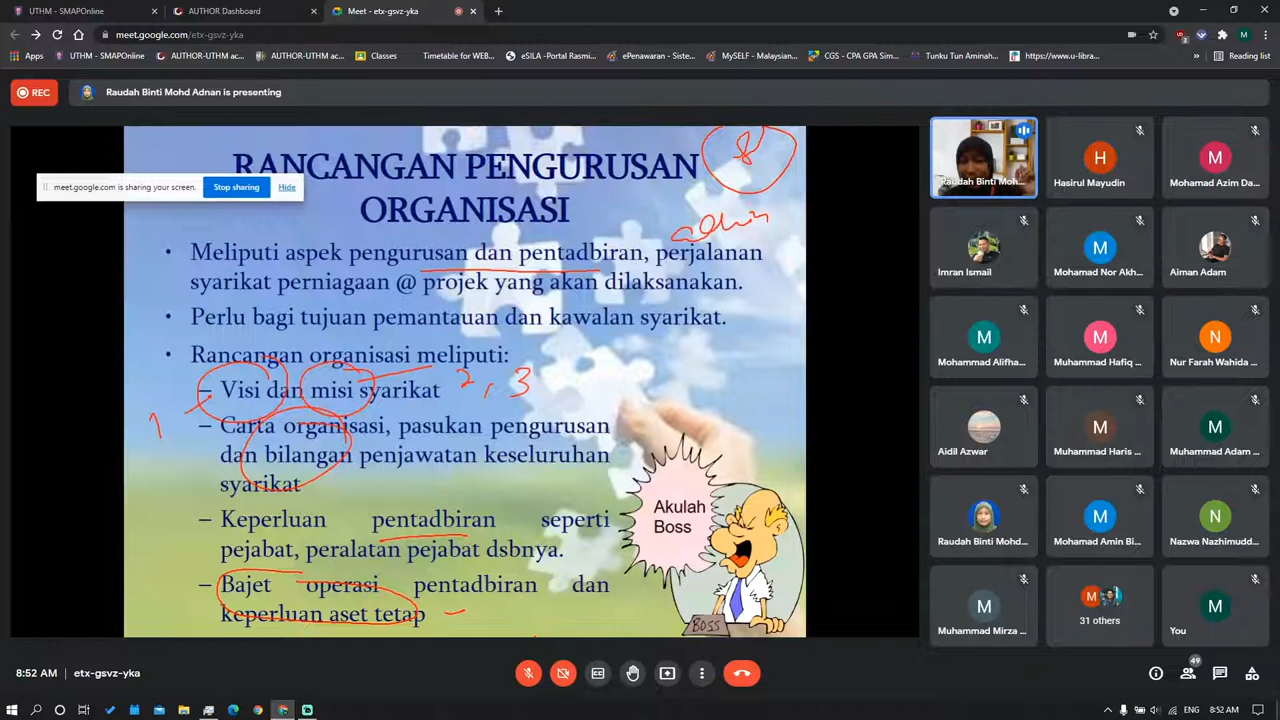 UTHM - SMAPOnline
AUTHOR Dashboard
Meet - etx-gsvz-yka
meet.google.com/etx-gsvz-yka
Apps
UTHM - SMAPOnline
AUTHOR-UTHM ac...
AUTHOR-UTHM ac...
Classes
Timetable for WEB...
eSILA -Portal Rasmi...
ePenawaran - Siste...
MySELF - Malaysian...
CGS - CPA GPA Sim...
Tunku Tun Aminah...
https://www.u-libra...
»
Reading list
REC
Raudah Binti Mohd Adnan is presenting
meet.google.com is sharing your screen.
Stop sharing
Hide
RANCANGAN PENGURUSAN
ORGANISASI
8
admin
• Meliputi aspek pengurusan dan pentadbiran, perjalanan
syarikat perniagaan @ projek yang akan dilaksanakan.
• Perlu bagi tujuan pemantauan dan kawalan syarikat.
• Rancangan organisasi meliputi:
– Visi dan misi syarikat 2, 3
1
– Carta organisasi, pasukan pengurusan
dan bilangan penjawatan keseluruhan
syarikat
– Keperluan pentadbiran seperti
pejabat, peralatan pejabat dsbnya.
– Bajet operasi pentadbiran dan
keperluan aset tetap
Akulah
Boss
BOSS
Raudah Binti Moh...
H
Hasirul Mayudin
M
Mohamad Azim Da...
Imran Ismail
M
Mohamad Nor Akh...
Aiman Adam
M
Mohammad Alifha...
M
Muhammad Hafiq ...
N
Nur Farah Wahida ...
Aidil Azwar
M
Muhammad Haris ...
M
Muhammad Adam ...
Raudah Binti Mohd...
M
Mohamad Amin Bi...
N
Nazwa Nazhimudd...
M
Muhammad Mirza ...
M
31 others
M
You
8:52 AM
etx-gsvz-yka
49
ENG
8:52 AM